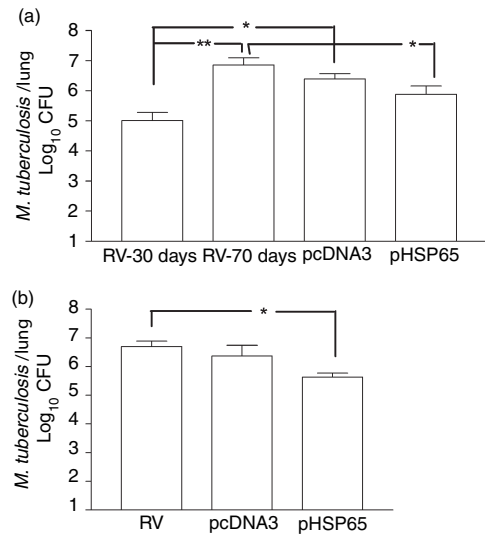 (a)
M. tuberculosis/lung
Log10 CFU
8
7
6
5
4
3
2
1
*
**
*
RV-30 days RV-70 days pcDNA3 pHSP65
(b)
M. tuberculosis/lung
Log10 CFU
8
7
6
5
4
3
2
1
*
RV pcDNA3 pHSP65